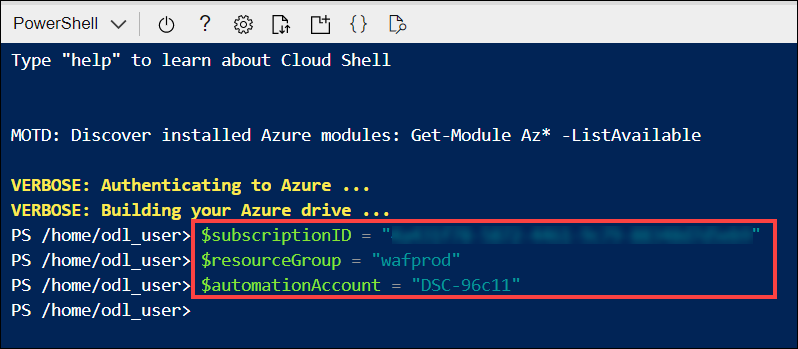 PowerShell
Type "help" to learn about Cloud Shell
MOTD: Discover installed Azure modules: Get-Module Az* -ListAvailable
VERBOSE: Authenticating to Azure ...
VERBOSE: Building your Azure drive ...
PS /home/odl_user> $subscriptionID = " "
PS /home/odl_user> $resourceGroup = "wafprod"
PS /home/odl_user> $automationAccount = "DSC-96c11"
PS /home/odl_user>